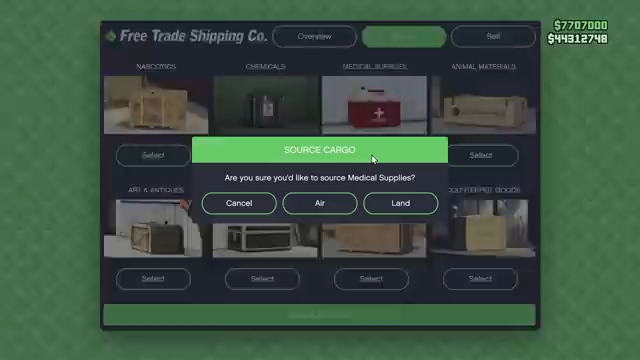 $7707000
$44312748
Free Trade Shipping Co.
Overview
Sell
NARCOTICS
CHEMICALS
MEDICAL SUPPLIES
ANIMAL MATERIALS
SOURCE CARGO
Are you sure you'd like to source Medical Supplies?
Cancel
Air
Land
Select
Select
ART & ANTIQUES
COUNTERFEIT GOODS
Select
Select
Select
Select